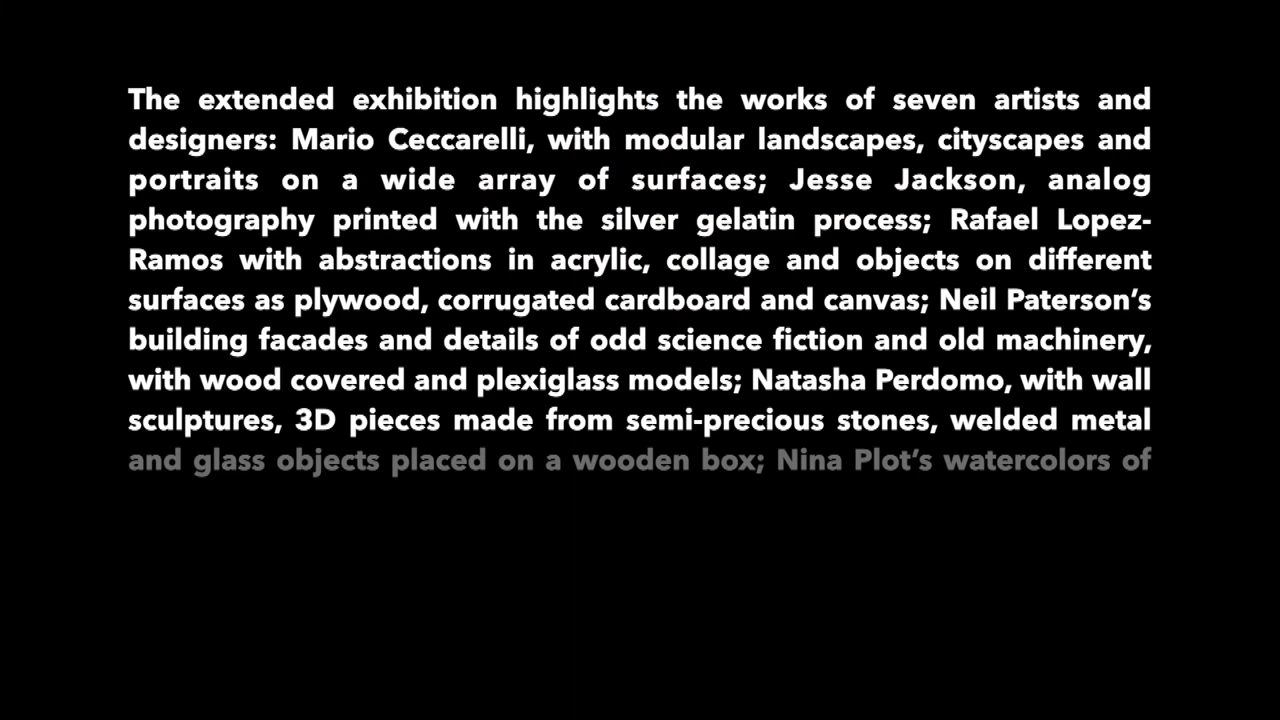 The extended exhibition highlights the works of seven artists and
designers: Mario Ceccarelli, with modular landscapes, cityscapes and
portraits on a wide array of surfaces; Jesse Jackson, analog
photography printed with the silver gelatin process; Rafael Lopez-
Ramos with abstractions in acrylic, collage and objects on different
surfaces as plywood, corrugated cardboard and canvas; Neil Paterson’s
building facades and details of odd science fiction and old machinery,
with wood covered and plexiglass models; Natasha Perdomo, with wall
sculptures, 3D pieces made from semi-precious stones, welded metal
and glass objects placed on a wooden box; Nina Plot’s watercolors of